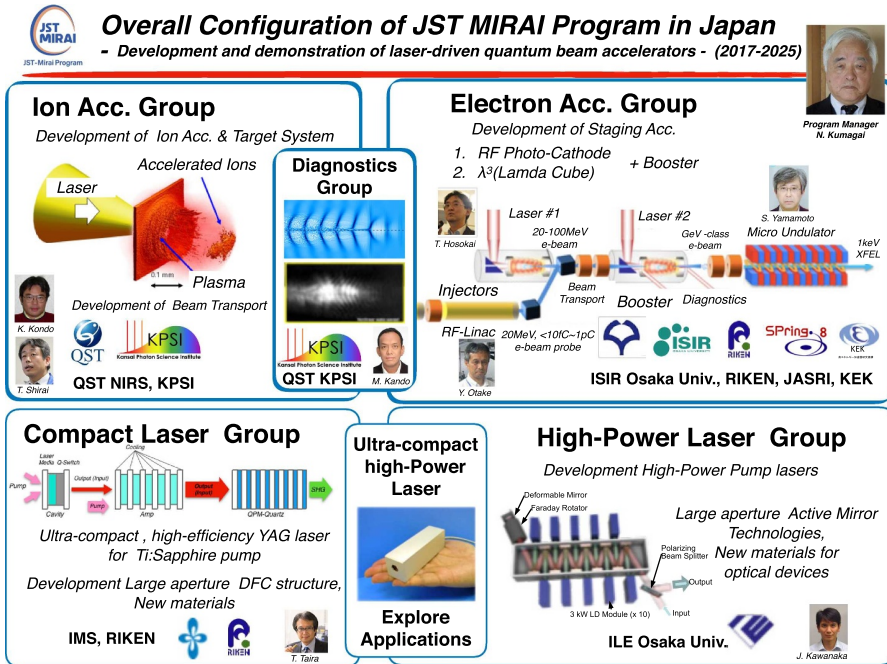 JST
MIRAI
JST-Mirai Program
Overall Configuration of JST MIRAI Program in Japan
- Development and demonstration of laser-driven quantum beam accelerators - (2017-2025)
Program Manager
N. Kumagai
Ion Acc. Group
Development of Ion Acc. & Target System
Accelerated Ions
Laser
0.1 mm
Plasma
Development of Beam Transport
K. Kondo
T. Shirai
QST
KPSI
Kansai Photon Science Institute
QST NIRS, KPSI
Diagnostics
Group
KPSI
Kansai Photon Science Institute
QST KPSI
M. Kando
Electron Acc. Group
Development of Staging Acc.
1. RF Photo-Cathode
2. λ³(Lamda Cube)
+ Booster
T. Hosokai
Laser #1
20-100MeV
e-beam
Laser #2
GeV -class
e-beam
S. Yamamoto
Micro Undulator
1keV
XFEL
Injectors
Beam
Transport
Booster
Diagnostics
RF-Linac
20MeV, <10fC~1pC
e-beam probe
Y. Otake
ISIR
OSAKA UNIVERSITY
RIKEN
SPring-8
KEK
ISIR Osaka Univ., RIKEN, JASRI, KEK
Compact Laser Group
Laser
Media Q-Switch
Cooling
Pump
Output (Input)
Pump
Output
(Input)
SHG
Cavity
Amp
QPM-Quartz
Ultra-compact , high-efficiency YAG laser
for Ti:Sapphire pump
Development Large aperture DFC structure,
New materials
IMS, RIKEN
RIKEN
T. Taira
Ultra-compact
high-Power
Laser
Explore
Applications
High-Power Laser Group
Development High-Power Pump lasers
Deformable Mirror
Faraday Rotator
Polarizing
Beam Splitter
Output
Input
3 kW LD Module (x 10)
Large aperture Active Mirror
Technologies,
New materials for
optical devices
ILE Osaka Univ.
J. Kawanaka